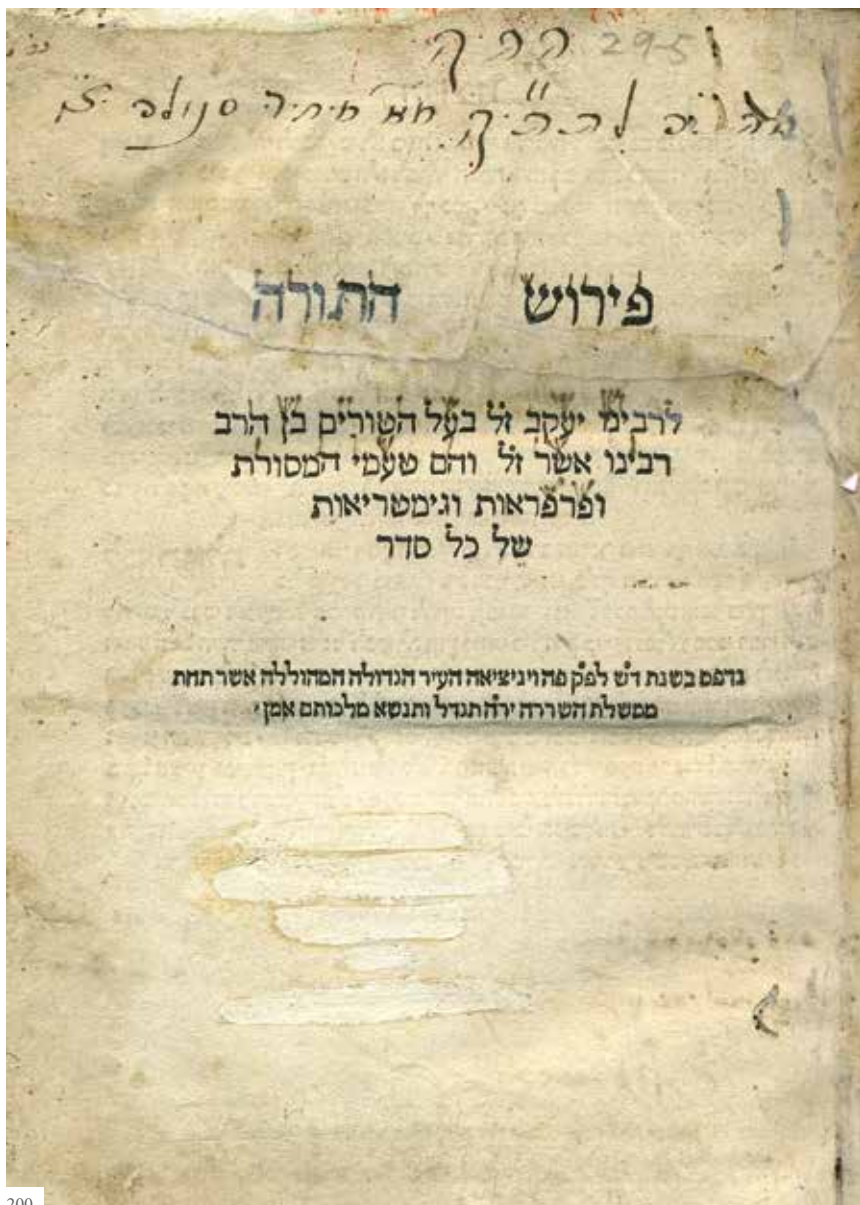 ה.ה.ק 295
פירוש התורה
לרבינו יעקב ז֗ל בעל הטורים בן הרב
רבינו אשר ז֗ל והם טעמי המסורת
ופרפראות וגימטריאות
של כל סדר
נדפס בשנת ד֗ש לפ֗ק פה ויניציאה העיר הגדולה המהוללה אשר תחת
ממשלת השררה יר֗ה תגדל ותנשא מלכותם אמן׳
200